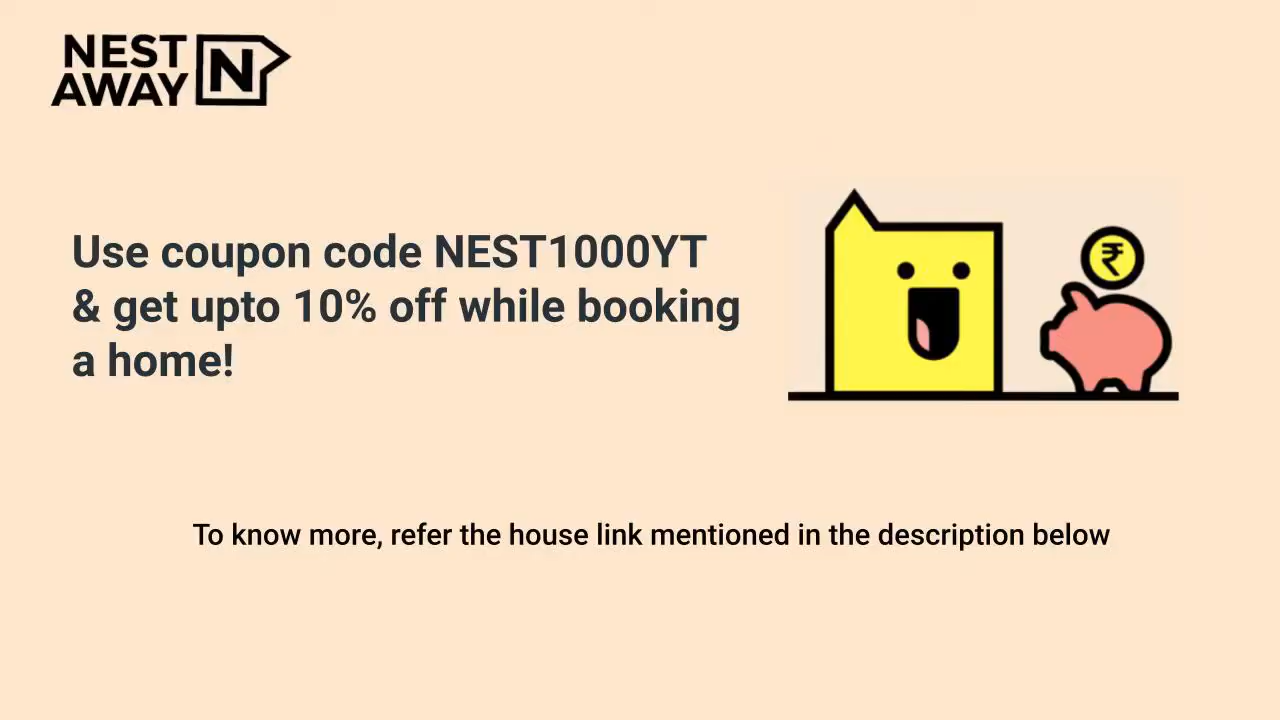 NEST
AWAY N
Use coupon code NEST1000YT
& get upto 10% off while booking
a home!
₹
To know more, refer the house link mentioned in the description below